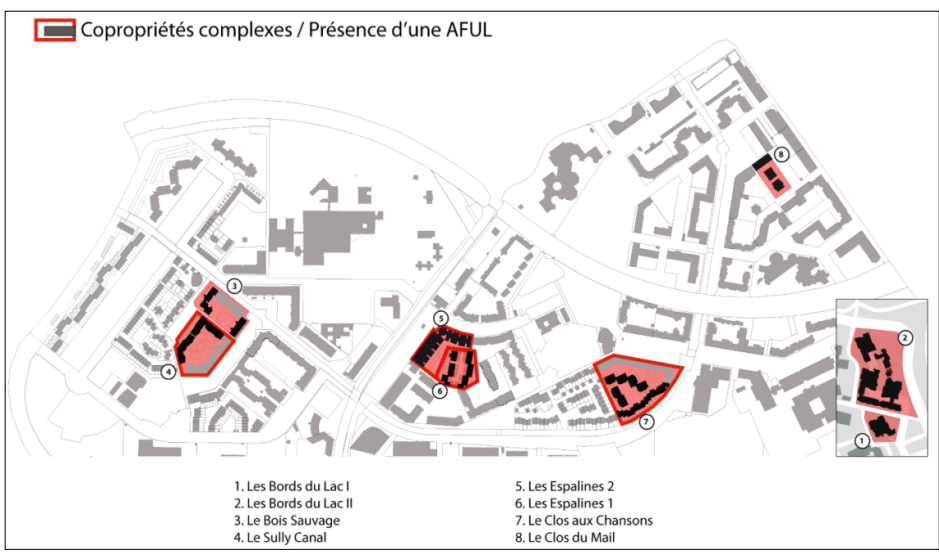 Copropriétés complexes / Présence d'une AFUL
8
3
5
2
4
6
7
1
1. Les Bords du Lac I
2. Les Bords du Lac II
3. Le Bois Sauvage
4. Le Sully Canal
5. Les Espalines 2
6. Les Espalines 1
7. Le Clos aux Chansons
8. Le Clos du Mail